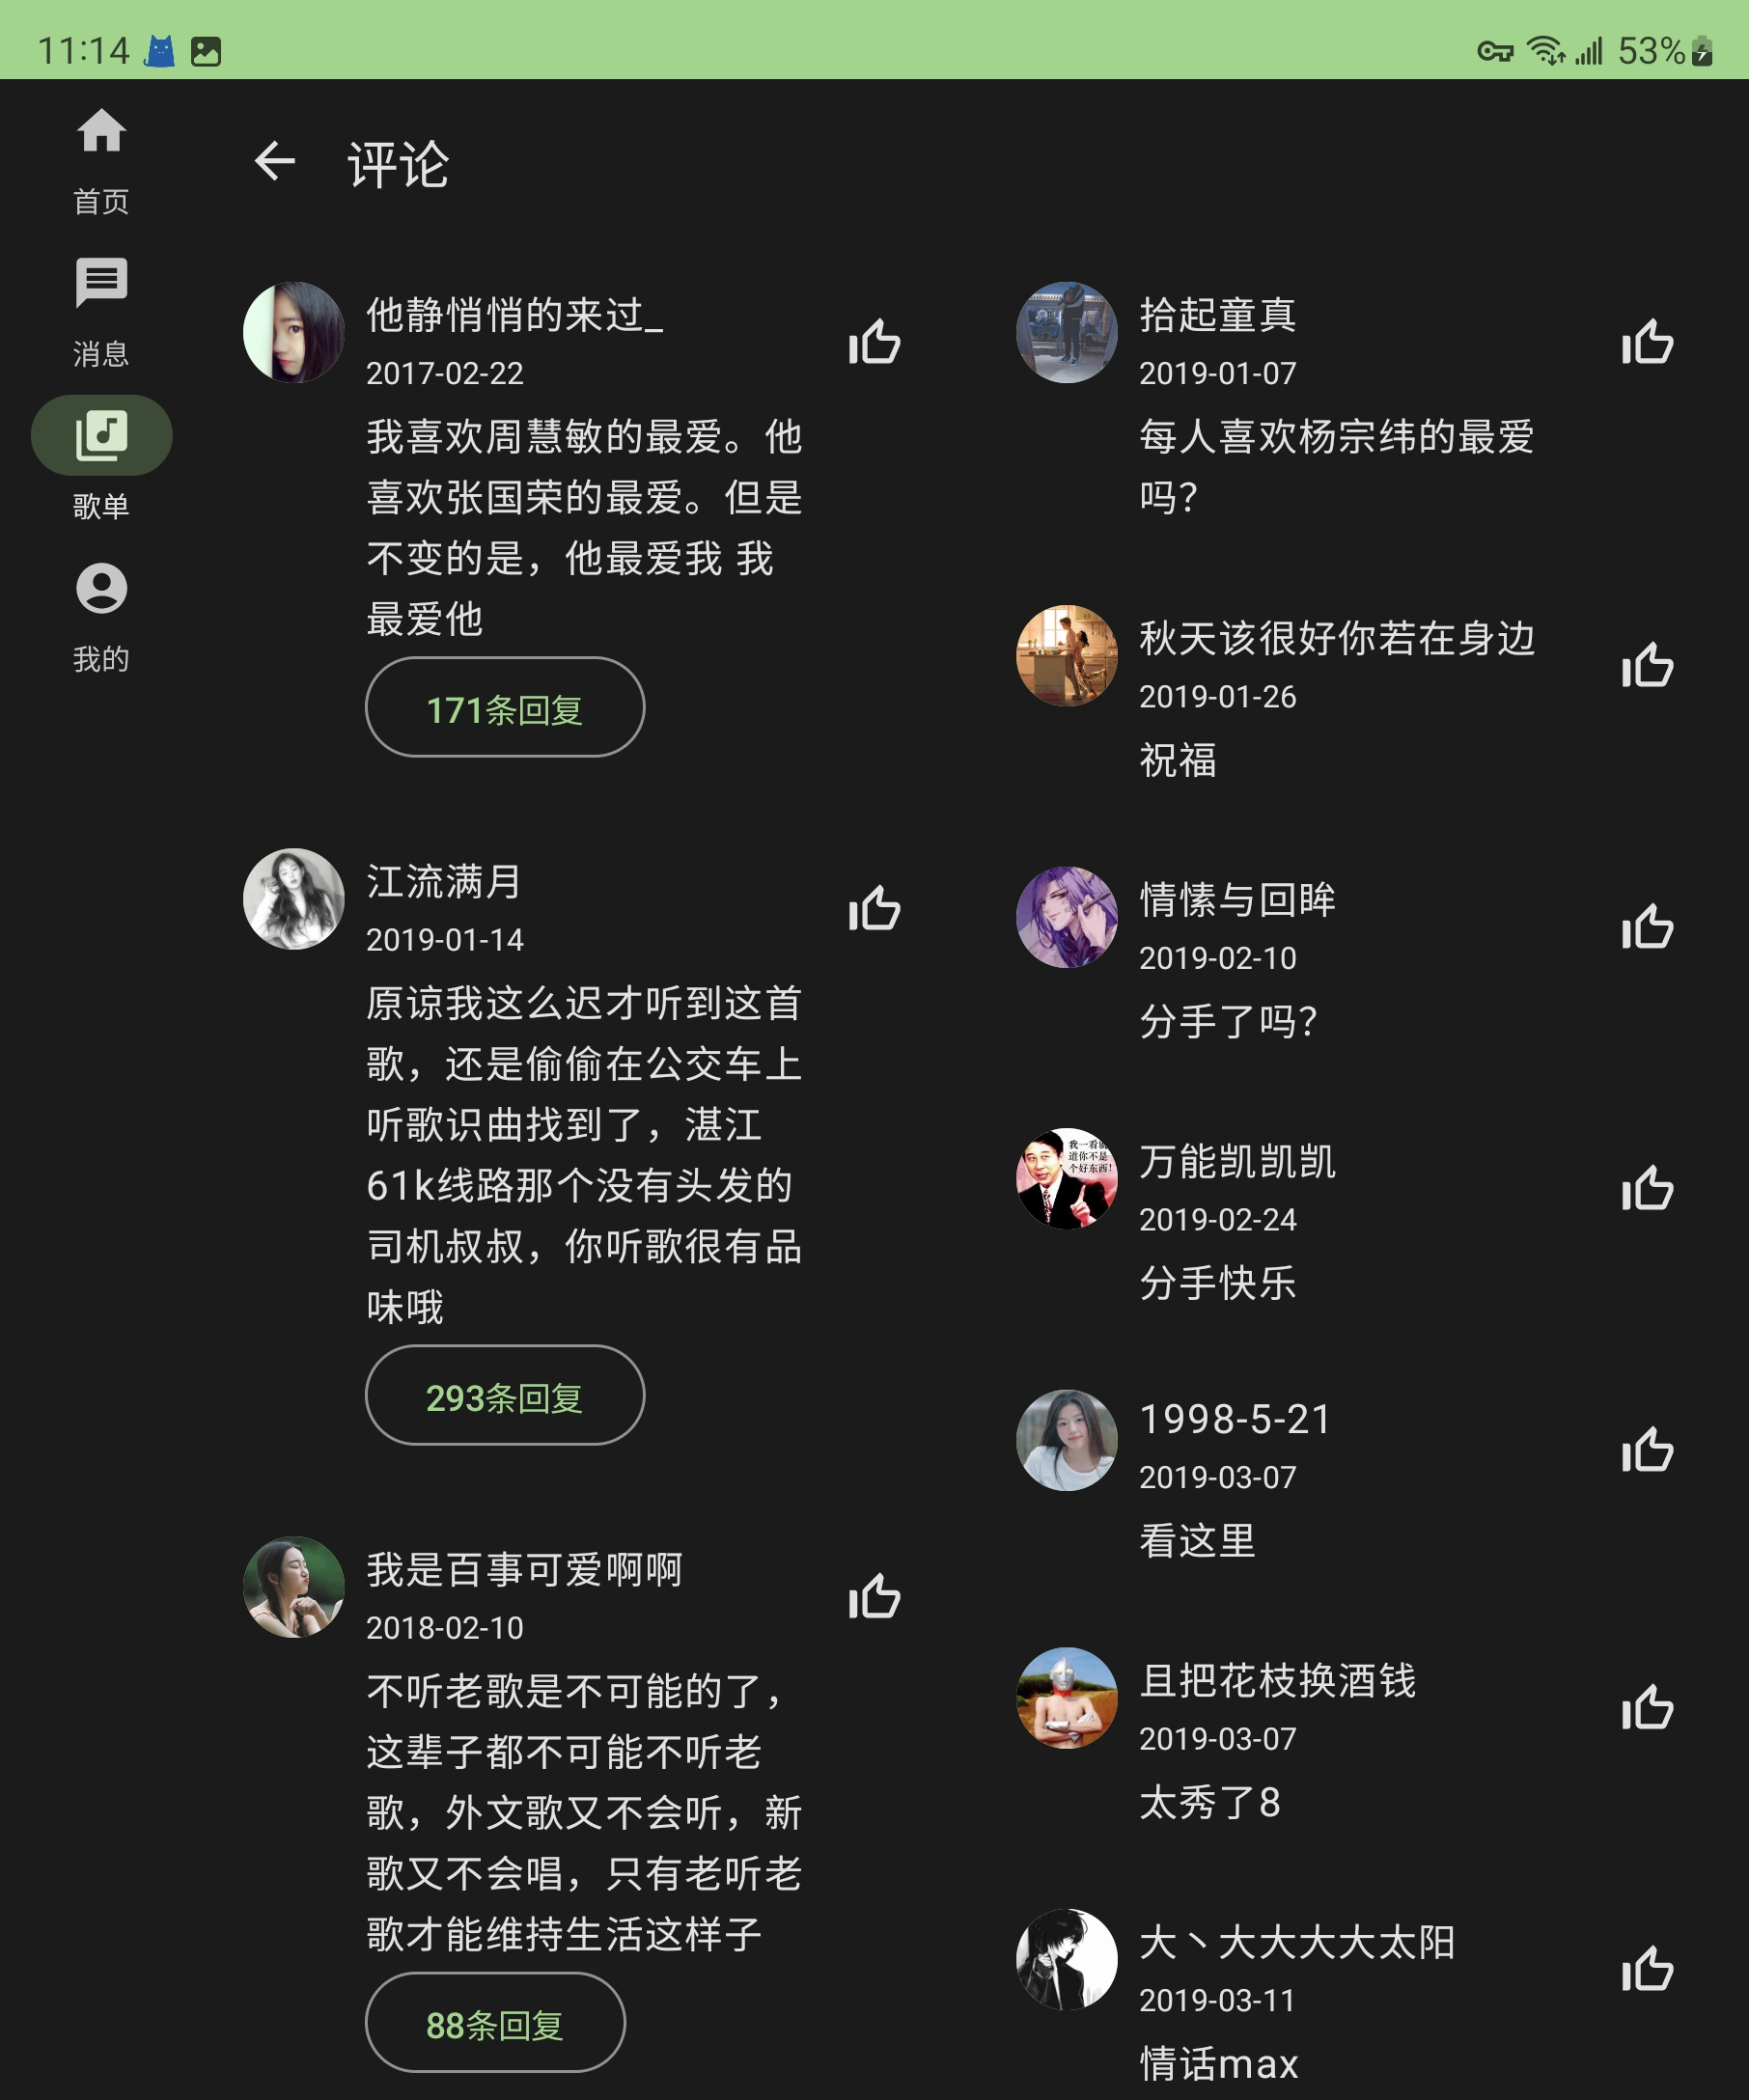 11:14
53%
首页
消息
歌单
我的
评论
他静悄悄的来过_
2017-02-22
我喜欢周慧敏的最爱。他
喜欢张国荣的最爱。但是
不变的是，他最爱我 我
最爱他
171条回复
江流满月
2019-01-14
原谅我这么迟才听到这首
歌，还是偷偷在公交车上
听歌识曲找到了，湛江
61k线路那个没有头发的
司机叔叔，你听歌很有品
味哦
293条回复
我是百事可爱啊啊
2018-02-10
不听老歌是不可能的了，
这辈子都不可能不听老
歌，外文歌又不会听，新
歌又不会唱，只有老听老
歌才能维持生活这样子
88条回复
拾起童真
2019-01-07
每人喜欢杨宗纬的最爱
吗？
秋天该很好你若在身边
2019-01-26
祝福
情愫与回眸
2019-02-10
分手了吗？
我一看就
道你不是
个好东西！
万能凯凯凯
2019-02-24
分手快乐
1998-5-21
2019-03-07
看这里
且把花枝换酒钱
2019-03-07
太秀了8
大丶大大大大太阳
2019-03-11
情话max